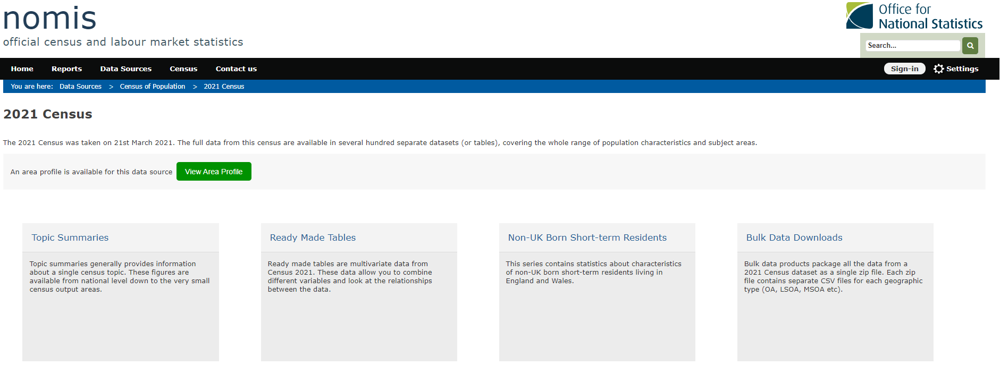 nomis
official census and labour market statistics
Office for
National Statistics
Search...
Home Reports Data Sources Census Contact us Sign-in Settings
You are here: Data Sources > Census of Population > 2021 Census
2021 Census
The 2021 Census was taken on 21st March 2021. The full data from this census are available in several hundred separate datasets (or tables), covering the whole range of population characteristics and subject areas.
An area profile is available for this data source View Area Profile
Topic Summaries
Topic summaries generally provides information
about a single census topic. These figures are
available from national level down to the very small
census output areas.
Ready Made Tables
Ready made tables are multivariate data from
Census 2021. These data allow you to combine
different variables and look at the relationships
between the data.
Non-UK Born Short-term Residents
This series contains statistics about characteristics
of non-UK born short-term residents living in
England and Wales.
Bulk Data Downloads
Bulk data products package all the data from a
2021 Census dataset as a single zip file. Each zip
file contains separate CSV files for each geographic
type (OA, LSOA, MSOA etc).